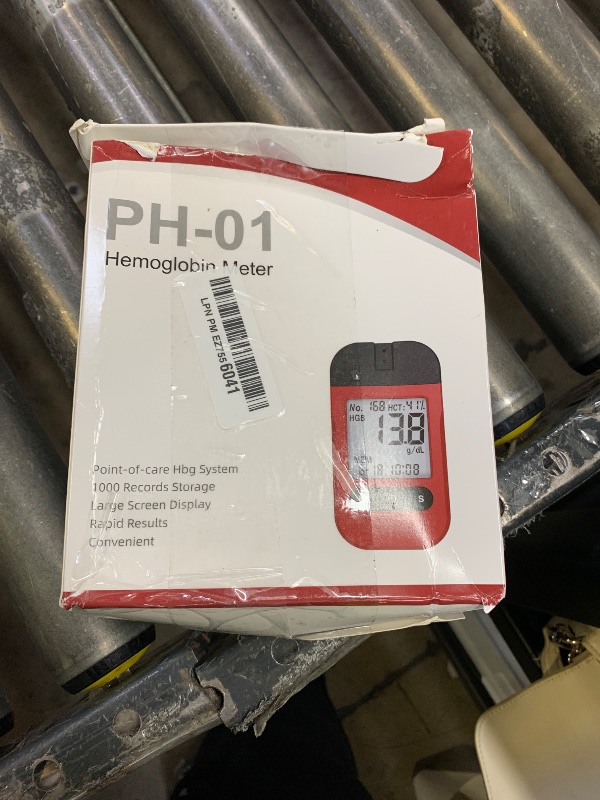 PH-01
Hemoglobin Meter
LPN PM EZ7556041
No. 168 HCT:41%
HGB
13.8
g/dL
18 10:08
S
Point-of-care Hbg System
1000 Records Storage
Large Screen Display
Rapid Results
Convenient